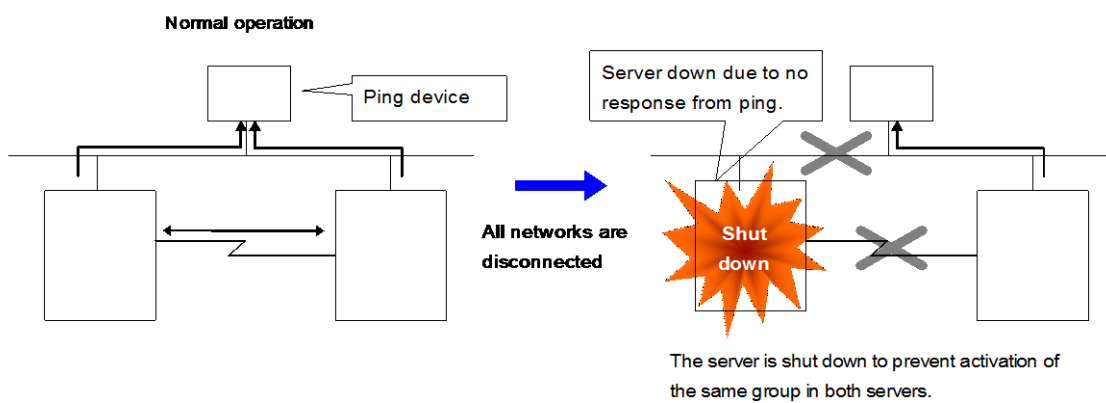 Normal operation
Ping device
All networks are
disconnected
Server down due to no
response from ping.
Shut
down
The server is shut down to prevent activation of
the same group in both servers.